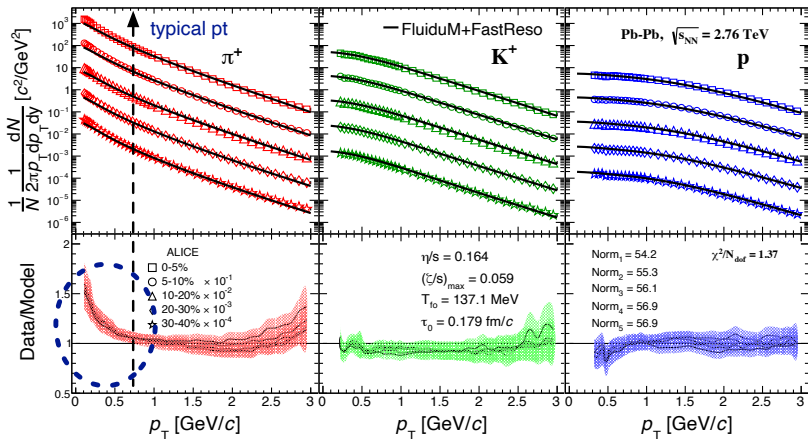 typical pt
π⁺
FluiduM+FastReso
K⁺
Pb-Pb, √sNN = 2.76 TeV
p
1/N 1/2πpT dN/dpTdy [c²/GeV²]
10³
10²
10
1
10⁻¹
10⁻²
10⁻³
10⁻⁴
10⁻⁵
10⁻⁶
Data/Model
2
1.5
1
0.5
ALICE
0-5%
5-10% ×10⁻¹
10-20% ×10⁻²
20-30% ×10⁻³
30-40% ×10⁻⁴
η/s = 0.164
(ζ/s)max = 0.059
Tfo = 137.1 MeV
τ0 = 0.179 fm/c
Norm1 = 54.2
Norm2 = 55.3
Norm3 = 56.1
Norm4 = 56.9
Norm5 = 56.9
χ²/Ndof = 1.37
0 0.5 1 1.5 2 2.5 3
0 0.5 1 1.5 2 2.5 3
0 0.5 1 1.5 2 2.5 3
pT [GeV/c]
pT [GeV/c]
pT [GeV/c]